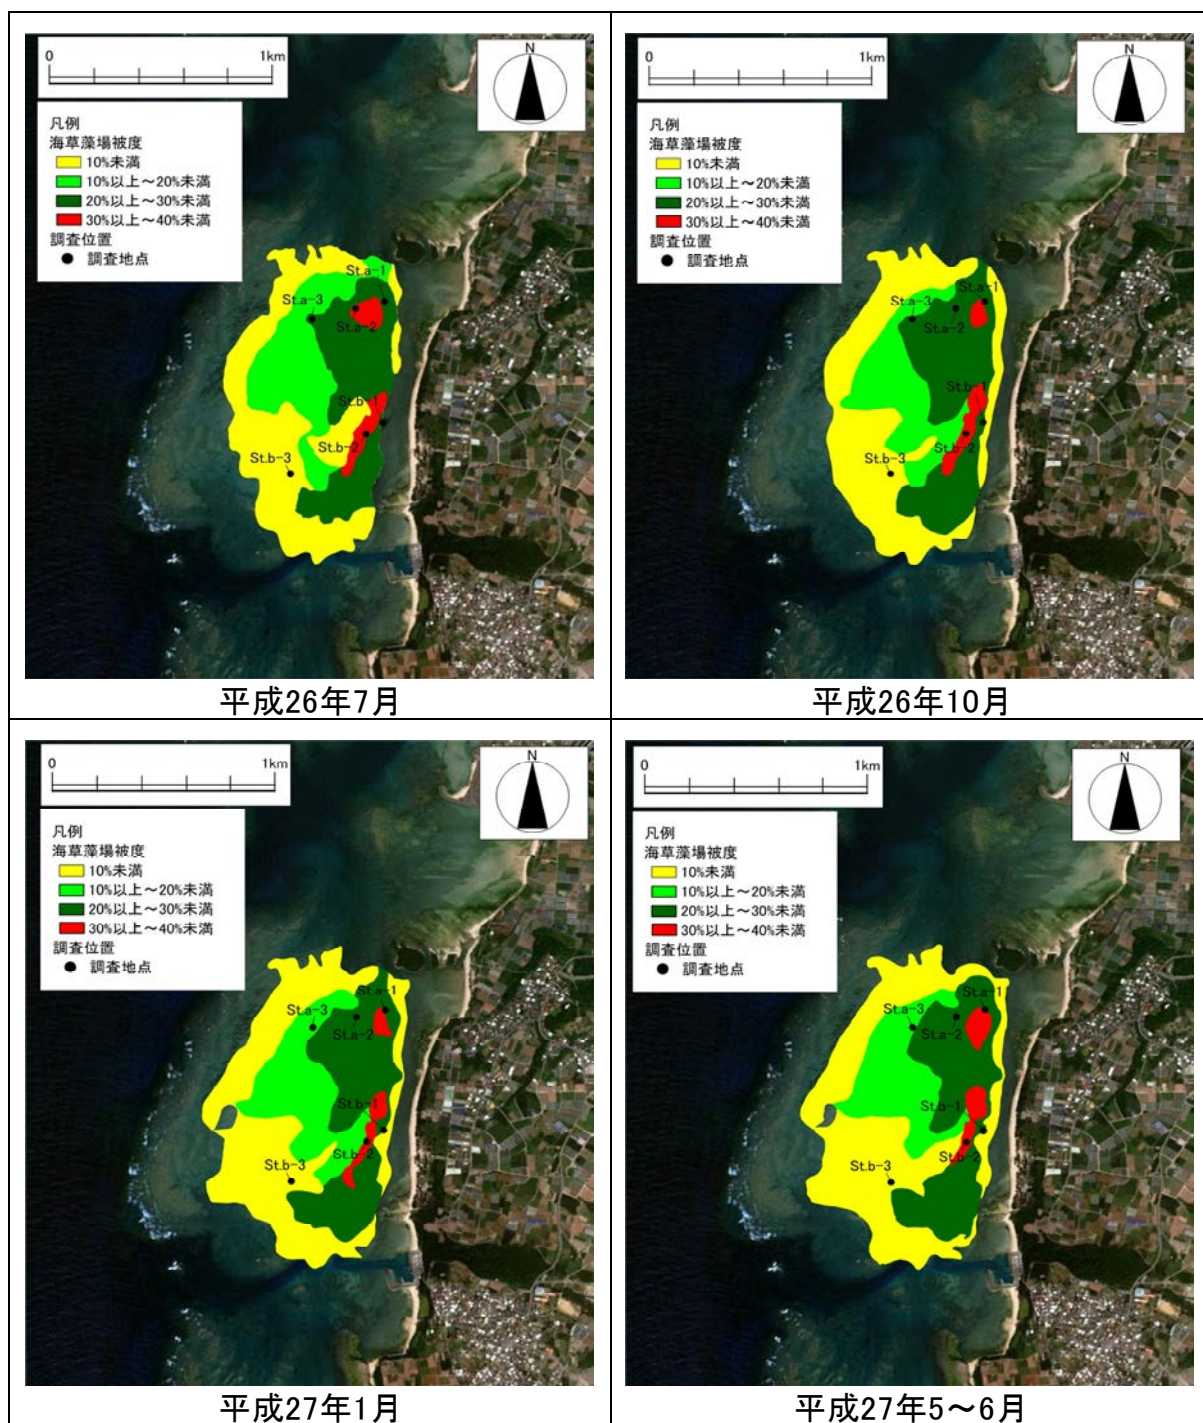 0 1km
N
凡例
海草藻場被度
10%未満
10%以上～20%未満
20%以上～30%未満
30%以上～40%未満
調査位置
調査地点
St.a-1
St.a-3
St.a-2
St.b-1
St.b-2
St.b-3
平成26年7月
0 1km
N
凡例
海草藻場被度
10%未満
10%以上～20%未満
20%以上～30%未満
30%以上～40%未満
調査位置
調査地点
St.a-1
St.a-3
St.a-2
St.b-1
St.b-2
St.b-3
平成26年10月
0 1km
N
凡例
海草藻場被度
10%未満
10%以上～20%未満
20%以上～30%未満
30%以上～40%未満
調査位置
調査地点
St.a-1
St.a-3
St.a-2
St.b-1
St.b-2
St.b-3
平成27年1月
0 1km
N
凡例
海草藻場被度
10%未満
10%以上～20%未満
20%以上～30%未満
30%以上～40%未満
調査位置
調査地点
St.a-1
St.a-3
St.a-2
St.b-1
St.b-2
St.b-3
平成27年5～6月